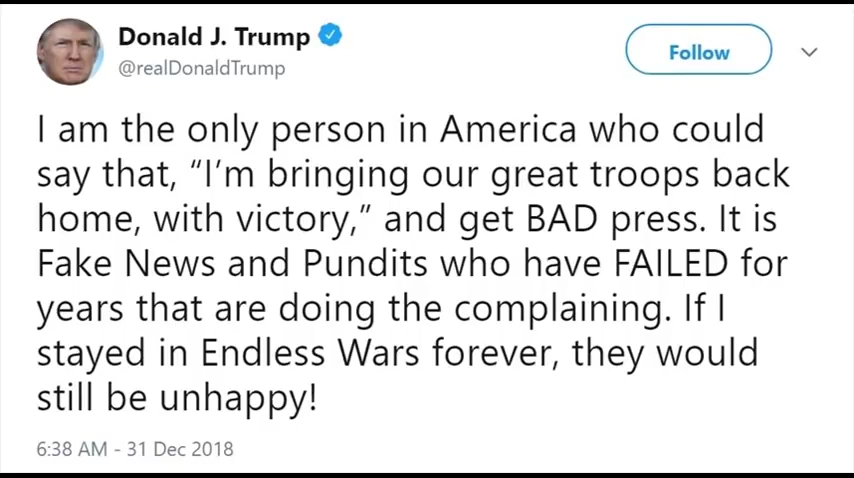 Donald J. Trump
@realDonaldTrump
Follow
I am the only person in America who could
say that, “I’m bringing our great troops back
home, with victory,” and get BAD press. It is
Fake News and Pundits who have FAILED for
years that are doing the complaining. If I
stayed in Endless Wars forever, they would
still be unhappy!
6:38 AM - 31 Dec 2018